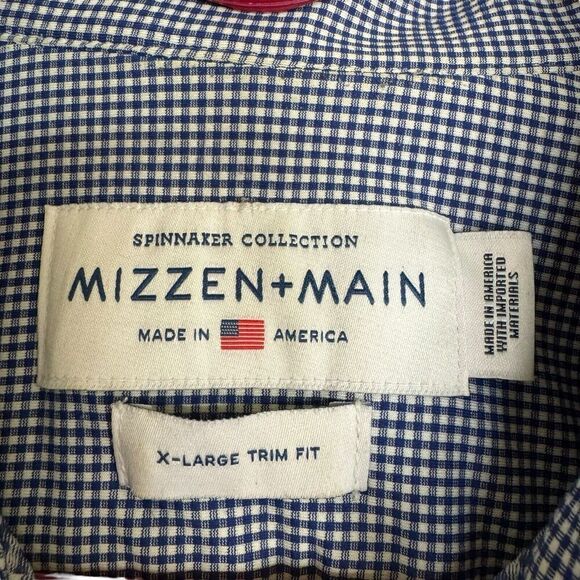 SPINNAKER COLLECTION
MIZZEN+MAIN
MADE IN AMERICA
MADE IN AMERICA
WITH IMPORTED
MATERIALS
X-LARGE TRIM FIT